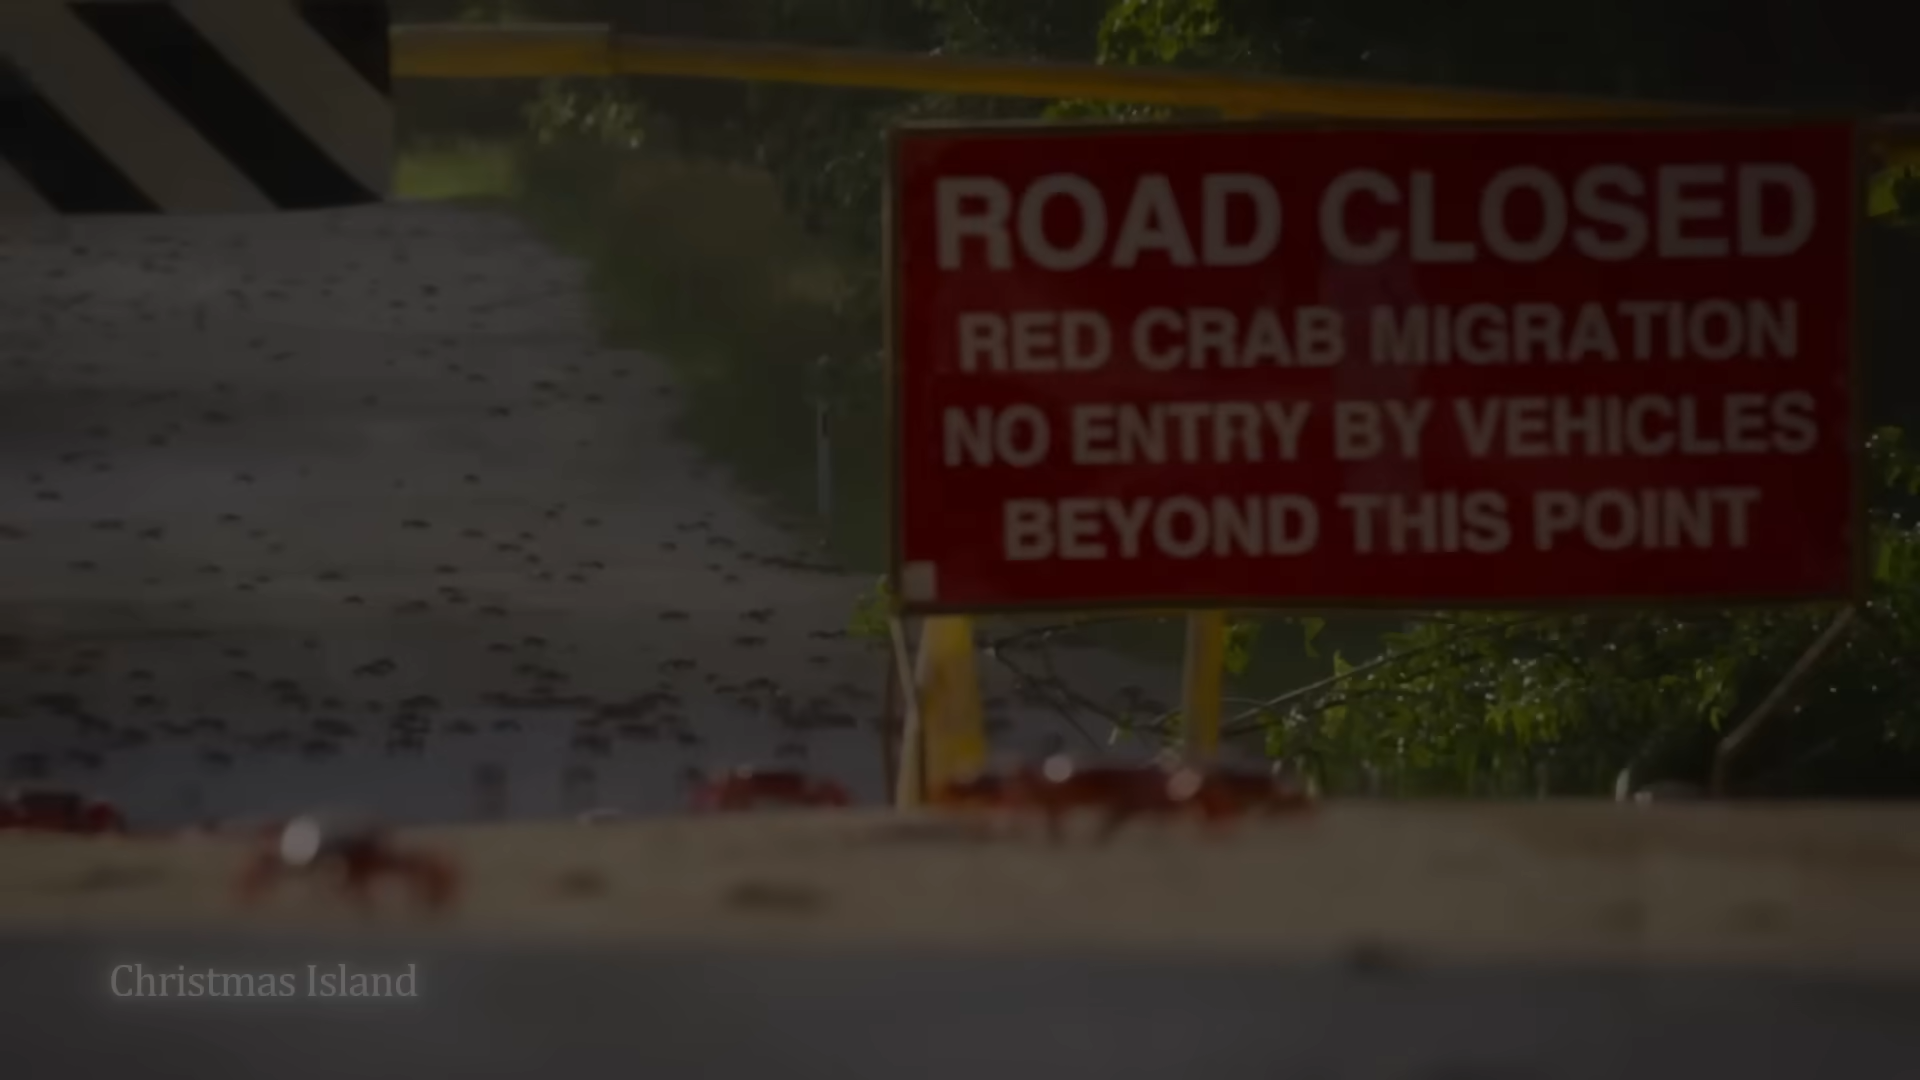 ROAD CLOSED
RED CRAB MIGRATION
NO ENTRY BY VEHICLES
BEYOND THIS POINT
Christmas Island